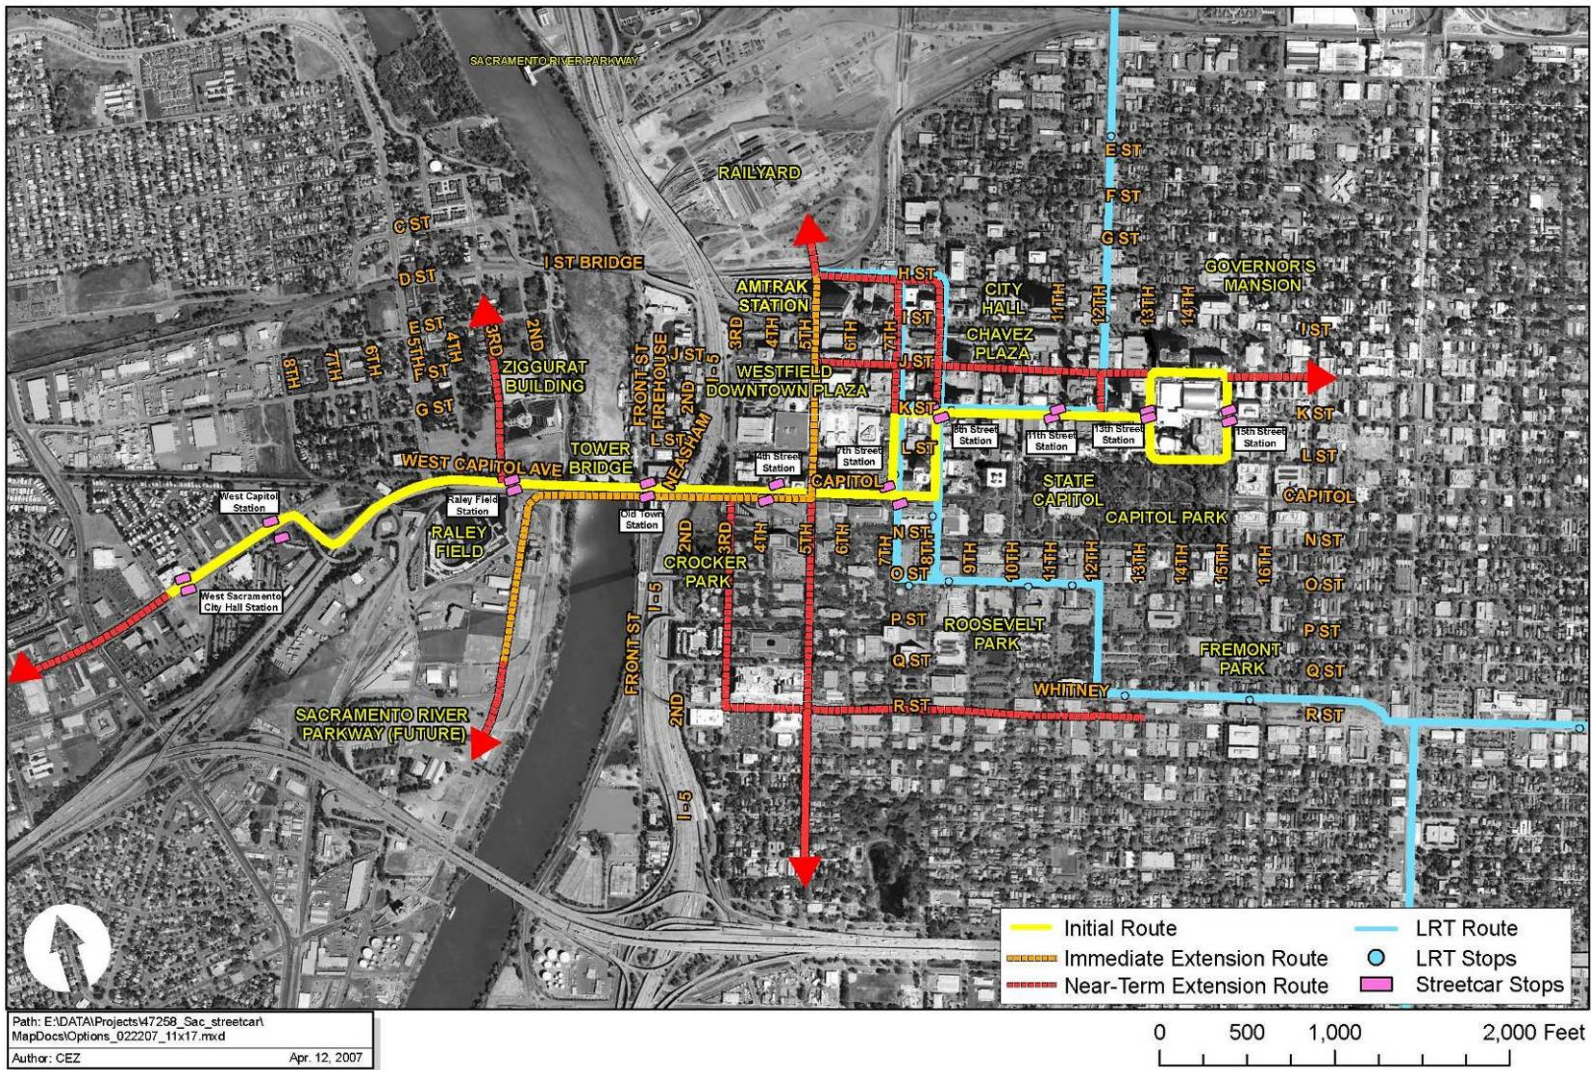 SACRAMENTO RIVER PARKWAY
RAILYARD
E ST
F ST
G ST
C ST
I ST BRIDGE
D ST
H ST
GOVERNOR'S
MANSION
AMTRAK
STATION
CITY
HALL
11TH
12TH
13TH
14TH
I ST
I ST
E ST
5TH
4TH
3RD
2ND
8TH
7TH
6TH
F ST
G ST
ZIGGURAT
BUILDING
FRONT ST
FIREHOUSE
J ST
2ND
I - 5
L ST
NEASHAM
3RD
4TH
5TH
6TH
7TH
CHAVEZ
PLAZA
J ST
WESTFIELD
DOWNTOWN PLAZA
K ST
K ST
L ST
L ST
WEST CAPITOL AVE
TOWER
BRIDGE
4th Street
Station
7th Street
Station
8th Street
Station
11th Street
Station
13th Street
Station
15th Street
Station
CAPITOL
STATE
CAPITOL
CAPITOL
CAPITOL PARK
West Capitol
Station
Raley Field
Station
Old Town
Station
RALEY
FIELD
West Sacramento
City Hall Station
2ND
3RD
4TH
5TH
6TH
7TH
8TH
9TH
10TH
11TH
12TH
13TH
14TH
15TH
16TH
N ST
N ST
CROCKER
PARK
O ST
O ST
I - 5
FRONT ST
P ST
P ST
ROOSEVELT
PARK
FREMONT
PARK
Q ST
Q ST
WHITNEY
2ND
R ST
R ST
SACRAMENTO RIVER
PARKWAY (FUTURE)
I - 5
Initial Route
Immediate Extension Route
Near-Term Extension Route
LRT Route
LRT Stops
Streetcar Stops
Path: E:\DATA\Projects\47258_Sac_streetcar\
MapDocs\Options_022207_11x17.mxd
Author: CEZ Apr. 12, 2007
0 500 1,000 2,000 Feet